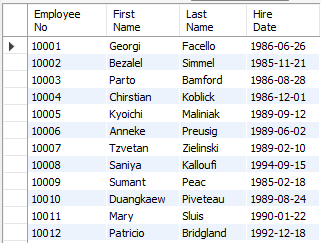 Employee No First Name Last Name Hire Date
10001 Georgi Facello 1986-06-26
10002 Bezalel Simmel 1985-11-21
10003 Parto Bamford 1986-08-28
10004 Chirstian Koblick 1986-12-01
10005 Kyoichi Maliniak 1989-09-12
10006 Anneke Preusig 1989-06-02
10007 Tzvetan Zielinski 1989-02-10
10008 Saniya Kalloufi 1994-09-15
10009 Sumant Peac 1985-02-18
10010 Duangkaew Piveteau 1989-08-24
10011 Mary Sluis 1990-01-22
10012 Patricio Bridgland 1992-12-18